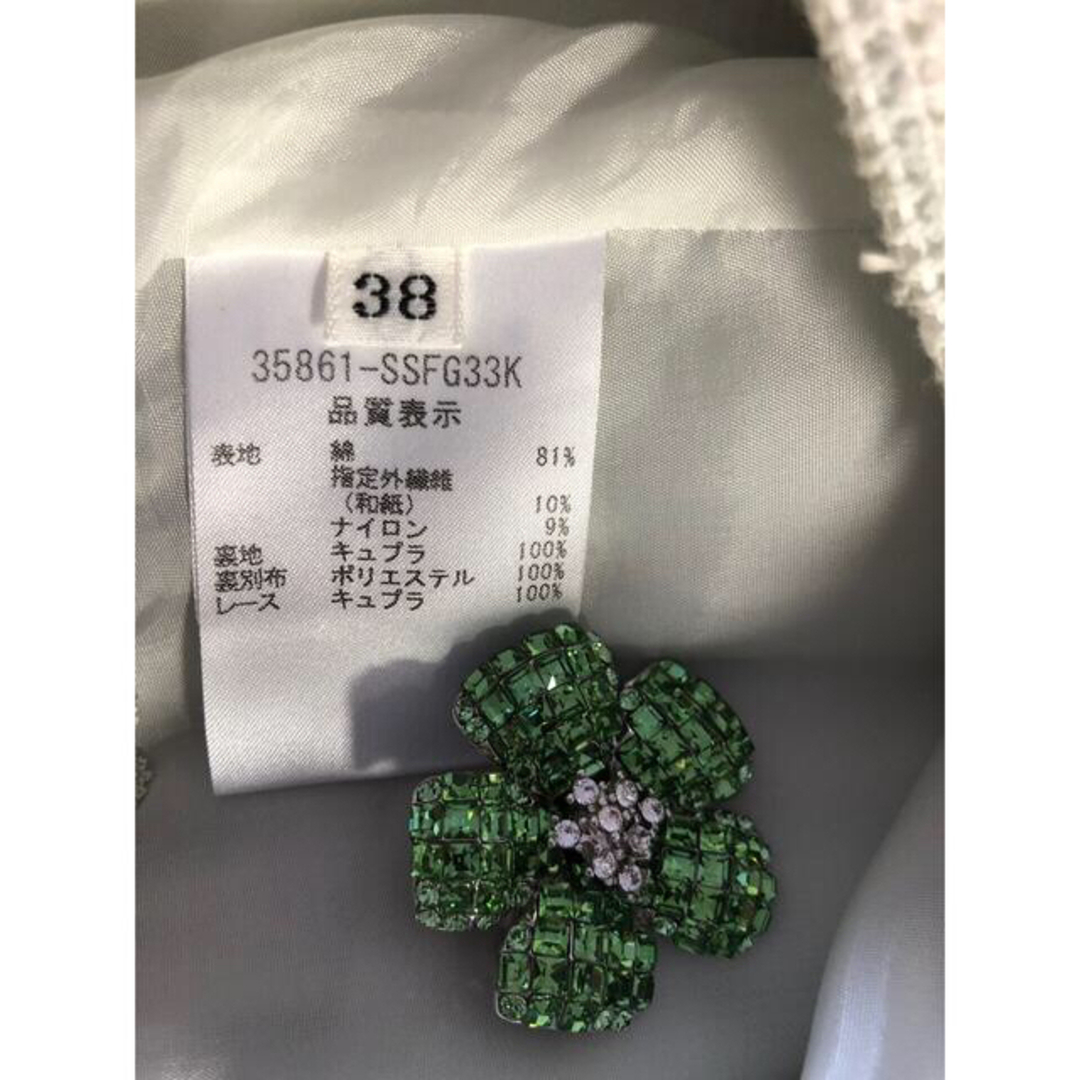 38
35861-SSFG33K
品質表示
表地 綿 81%
指定外繊維
（和紙） 10%
ナイロン 9%
裏地 キュプラ 100%
裏別布 ポリエステル 100%
レース キュプラ 100%